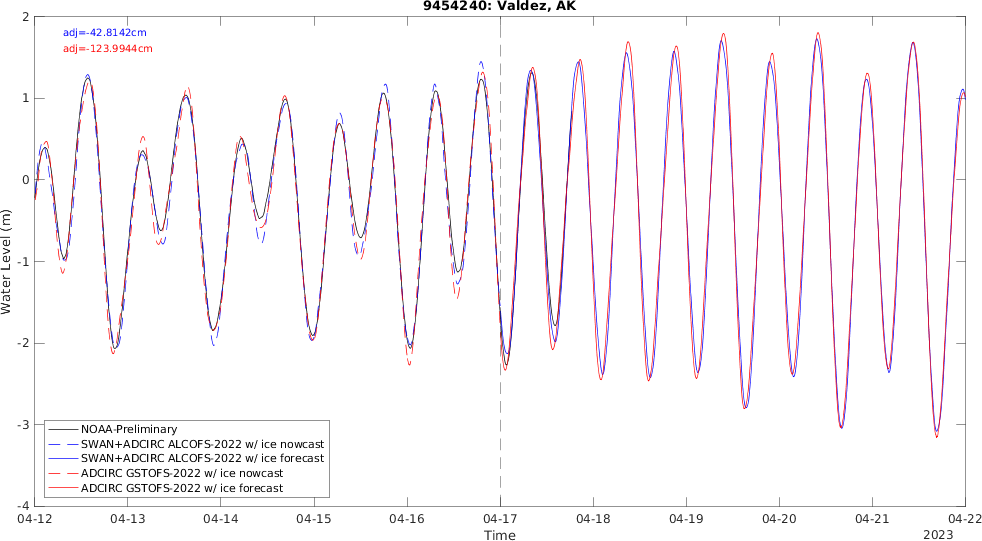 9454240: Valdez, AK
adj=-42.8142cm
adj=-123.9944cm
2
1
0
-1
-2
-3
-4
Water Level (m)
NOAA-Preliminary
SWAN+ADCIRC ALCOFS-2022 w/ ice nowcast
SWAN+ADCIRC ALCOFS-2022 w/ ice forecast
ADCIRC GSTOFS-2022 w/ ice nowcast
ADCIRC GSTOFS-2022 w/ ice forecast
04-12 04-13 04-14 04-15 04-16 04-17 04-18 04-19 04-20 04-21 04-22
Time
2023